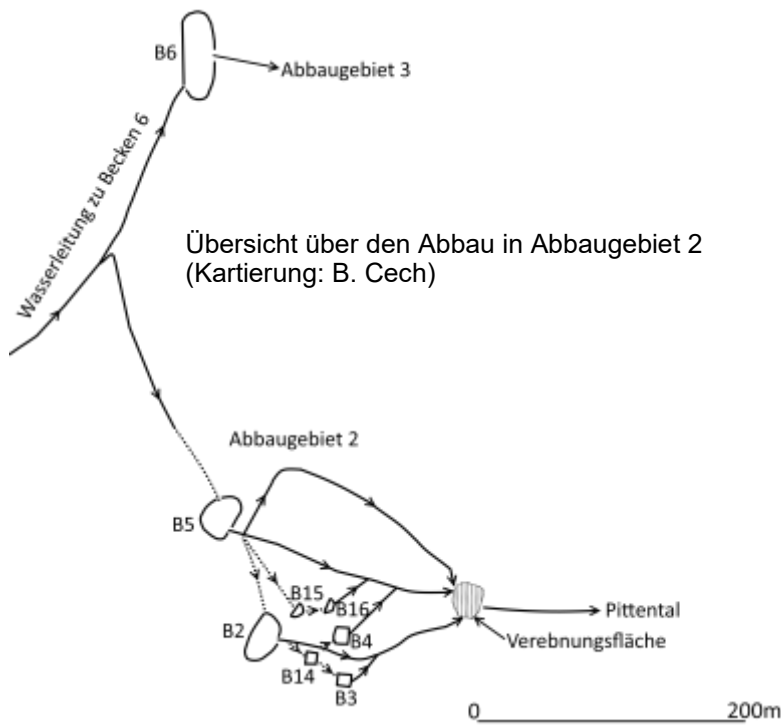 B6
Abbaugebiet 3
Wasserleitung zu Becken 6
Übersicht über den Abbau in Abbaugebiet 2
(Kartierung: B. Cech)
Abbaugebiet 2
B5
B15
B16
B2
B4
B14
B3
Pittental
Verebnungsfläche
0
200m